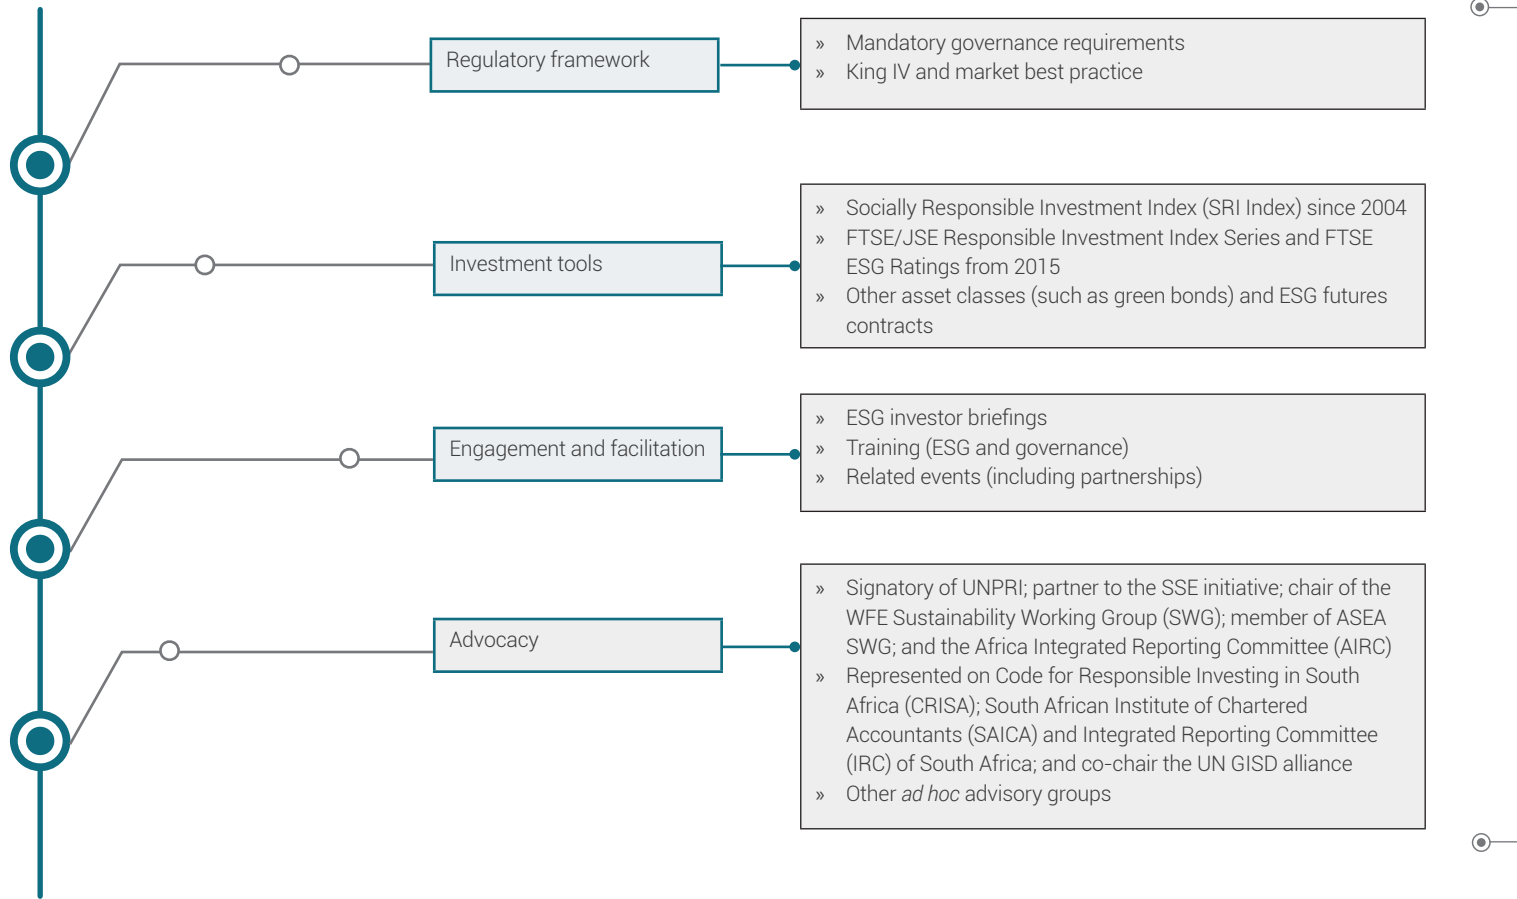 Regulatory framework
» Mandatory governance requirements
» King IV and market best practice
Investment tools
» Socially Responsible Investment Index (SRI Index) since 2004
» FTSE/JSE Responsible Investment Index Series and FTSE
ESG Ratings from 2015
» Other asset classes (such as green bonds) and ESG futures
contracts
Engagement and facilitation
» ESG investor briefings
» Training (ESG and governance)
» Related events (including partnerships)
Advocacy
» Signatory of UNPRI; partner to the SSE initiative; chair of the
WFE Sustainability Working Group (SWG); member of ASEA
SWG; and the Africa Integrated Reporting Committee (AIRC)
» Represented on Code for Responsible Investing in South
Africa (CRISA); South African Institute of Chartered
Accountants (SAICA) and Integrated Reporting Committee
(IRC) of South Africa; and co-chair the UN GISD alliance
» Other ad hoc advisory groups